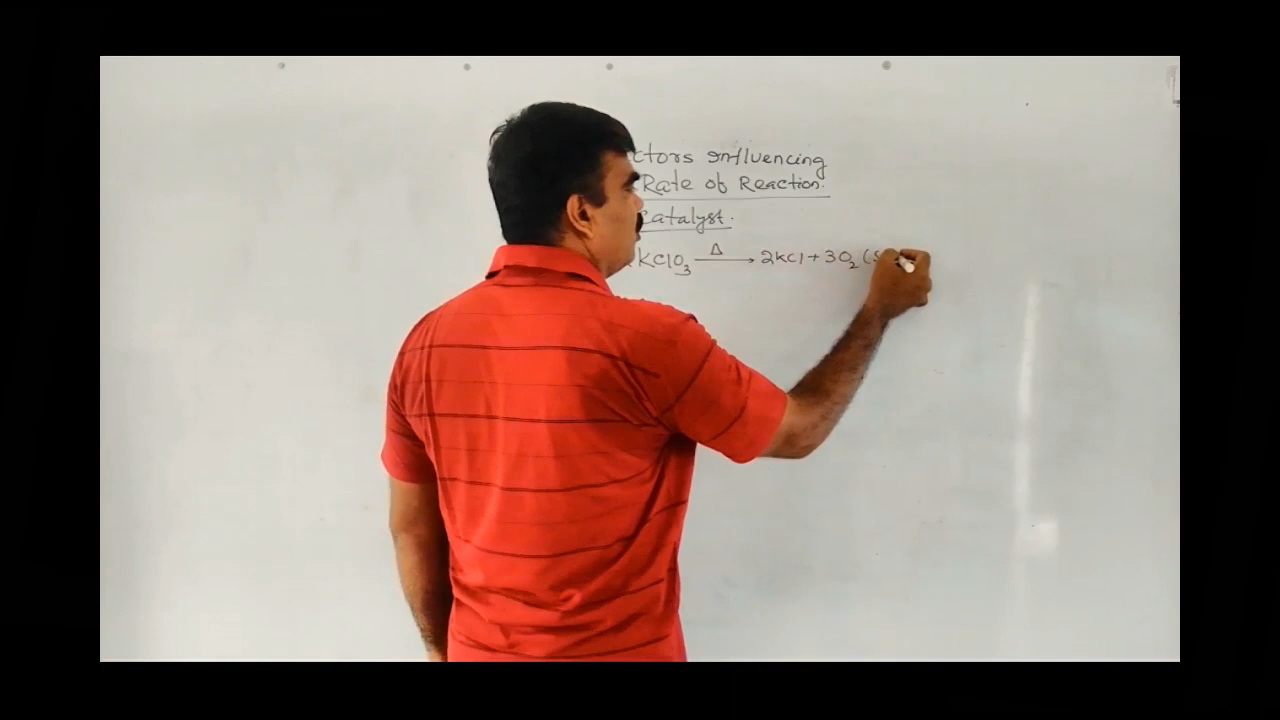 ctors Influencing
Rate of Reaction.
Catalyst.
KClO₃ —Δ→ 2KCl + 3O₂ (S